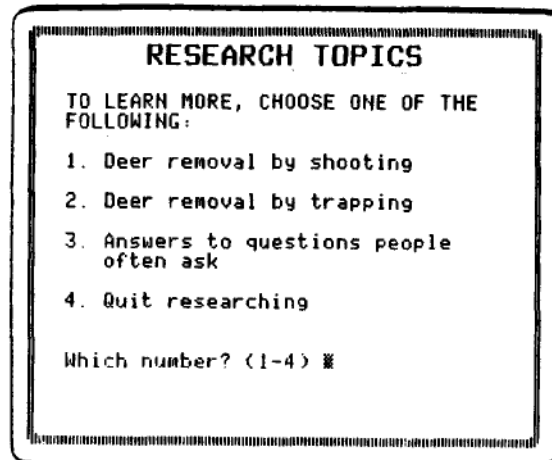 RESEARCH TOPICS
TO LEARN MORE, CHOOSE ONE OF THE
FOLLOWING:
1. Deer removal by shooting
2. Deer removal by trapping
3. Answers to questions people
often ask
4. Quit researching
Which number? (1-4)